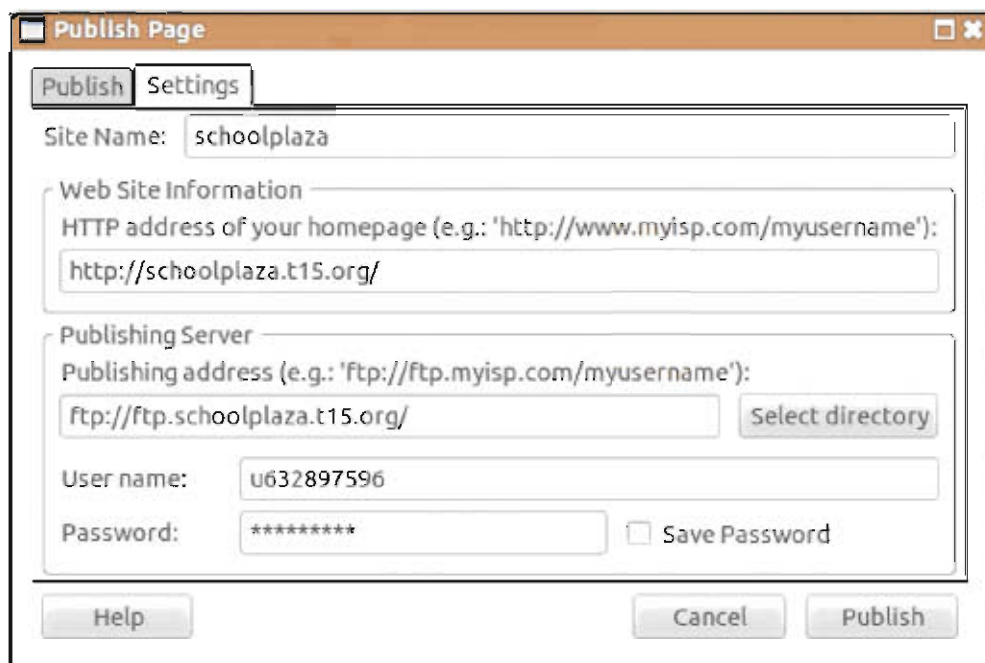 Publish Page
Publish Settings
Site Name: schoolplaza
Web Site Information
HTTP address of your homepage (e.g.: 'http://www.myisp.com/myusername'):
http://schoolplaza.t15.org/
Publishing Server
Publishing address (e.g.: 'ftp://ftp.myisp.com/myusername'):
ftp://ftp.schoolplaza.t15.org/ Select directory
User name: u632897596
Password: ********* Save Password
Help Cancel Publish